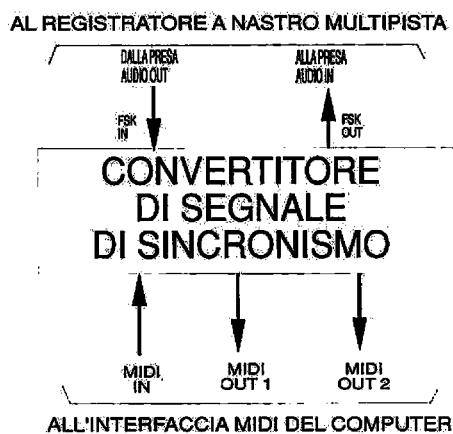 AL REGISTRATORE A NASTRO MULTIPISTA
DALLA PRESA
AUDIO OUT
ALLA PRESA
AUDIO IN
FSK
IN
FSK
OUT
CONVERTITORE
DI SEGNALE
DI SINCRONISMO
MIDI
IN
MIDI
OUT 1
MIDI
OUT 2
ALL'INTERFACCIA MIDI DEL COMPUTER